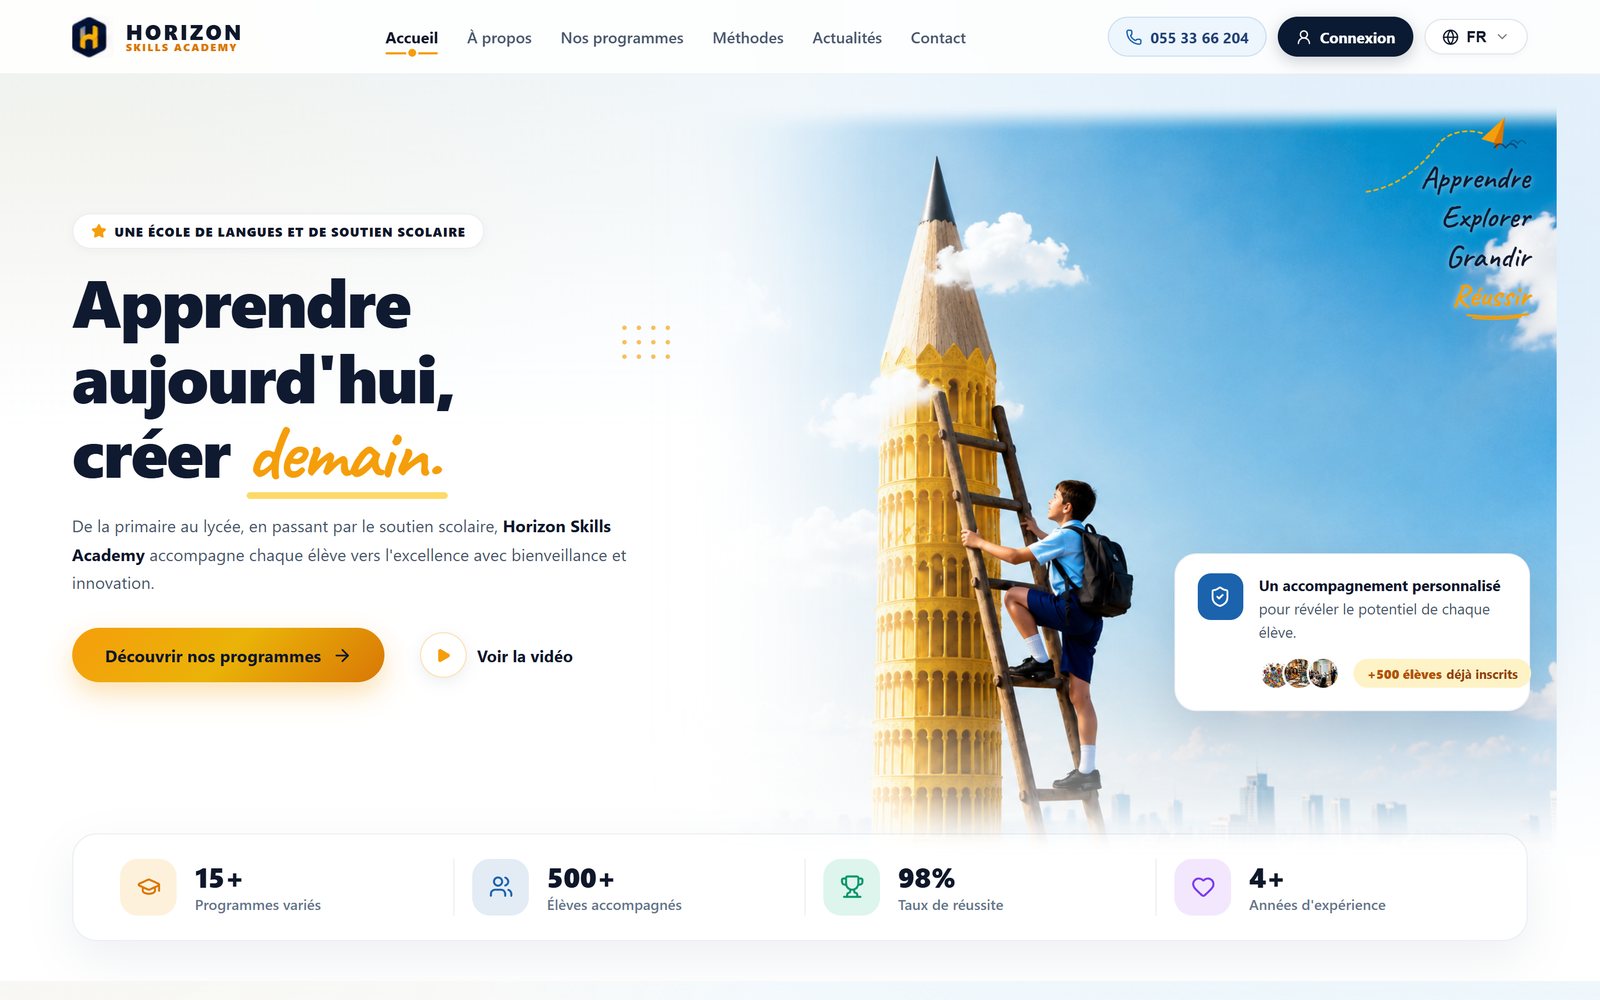 HORIZON
SKILLS ACADEMY
Accueil
À propos
Nos programmes
Méthodes
Actualités
Contact
055 33 66 204
Connexion
FR
UNE ÉCOLE DE LANGUES ET DE SOUTIEN SCOLAIRE
Apprendre
aujourd'hui,
créer demain.
De la primaire au lycée, en passant par le soutien scolaire, Horizon Skills
Academy accompagne chaque élève vers l'excellence avec bienveillance et
innovation.
Découvrir nos programmes
Voir la vidéo
Apprendre
Explorer
Grandir
Réussir
Un accompagnement personnalisé
pour révéler le potentiel de chaque
élève.
+500 élèves déjà inscrits
15+
Programmes variés
500+
Élèves accompagnés
98%
Taux de réussite
4+
Années d'expérience